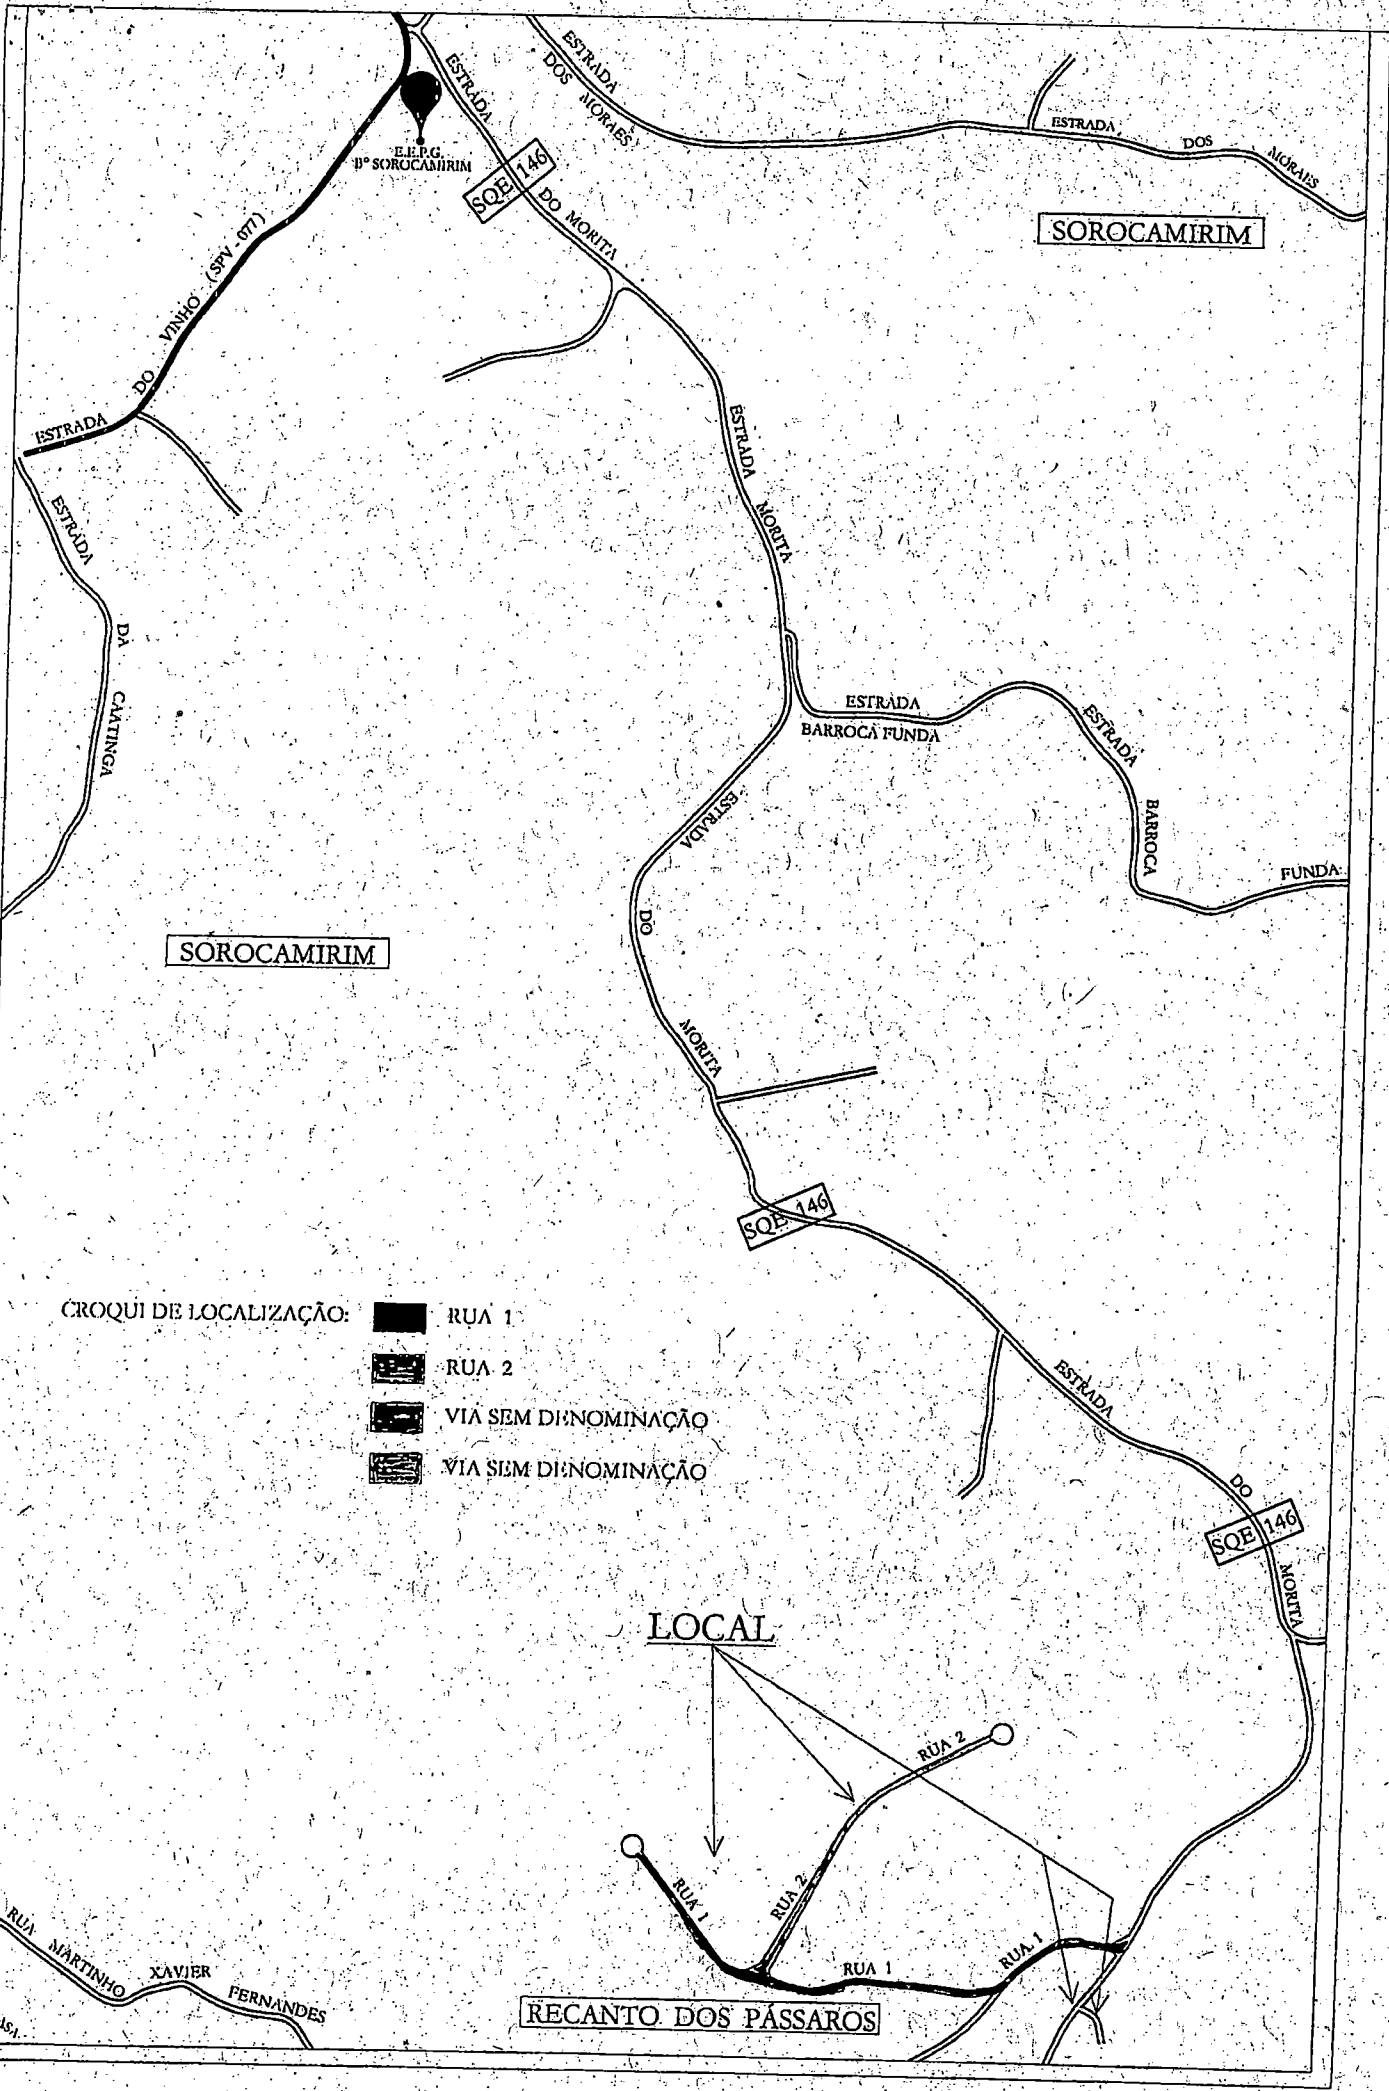 ESTRADA
DOS MORAES
ESTRADA
DOS
MORAES
ESTRADA
DO MORITA
SQE 146
E.E.P.G.
Bº SOROCAMIRIM
SOROCAMIRIM
ESTRADA
DO
VINHO
(SPV - 077)
ESTRADA
MORITA
ESTRADA
DA
CAATINGA
ESTRADA
BARROCA FUNDA
ESTRADA
BARROCA
FUNDA
ESTRADA
DO
MORITA
SOROCAMIRIM
SQE 146
CROQUI DE LOCALIZAÇÃO:
RUA 1
RUA 2
VIA SEM DENOMINAÇÃO
VIA SEM DENOMINAÇÃO
ESTRADA
DO
SQE 146
MORITA
LOCAL
RUA 2
RUA 2
RUA 1
RUA 1
RUA 1
RECANTO DOS PÁSSAROS
RUA
MARTINHO
XAVIER
FERNANDES